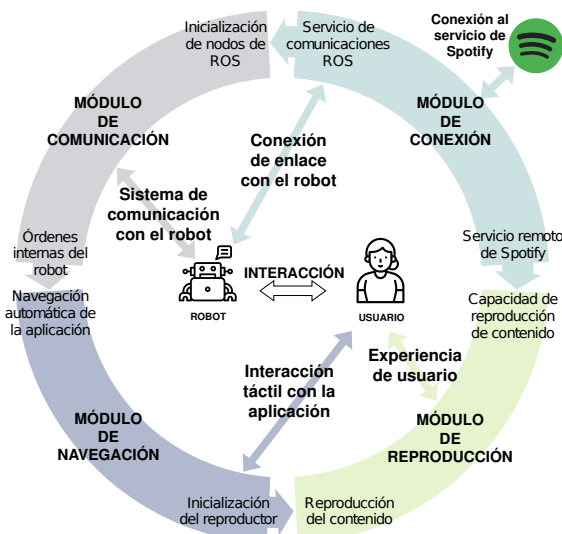 Conexión al
servicio de
Spotify
Inicialización
de nodos de
ROS
Servicio de
comunicaciones
ROS
MÓDULO
DE
COMUNICACIÓN
MÓDULO
DE
CONEXIÓN
Conexión
de enlace
con el robot
Sistema de
comunicación
con el robot
Órdenes
internas del
robot
Servicio remoto
de Spotify
INTERACCIÓN
ROBOT
USUARIO
Navegación
automática de
la aplicación
Capacidad de
reproducción
de contenido
Interacción
táctil con la
aplicación
Experiencia
de usuario
MÓDULO
DE
NAVEGACIÓN
MÓDULO
DE
REPRODUCCIÓN
Inicialización
del reproductor
Reproducción
del contenido